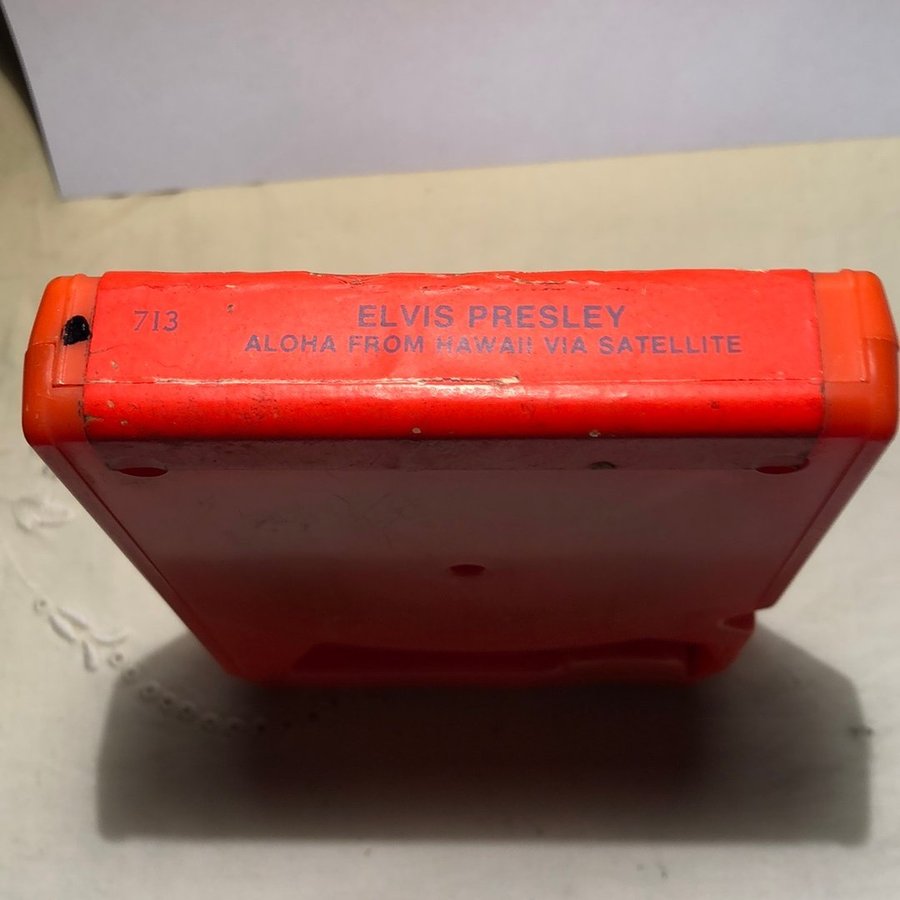 713
ELVIS PRESLEY
ALOHA FROM HAWAII VIA SATELLITE